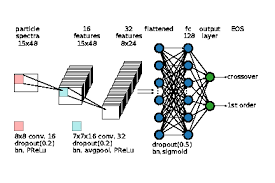 particle
spectra
15x48
16
features
15x48
32
features
8x24
flattened
fc
128
output
layer
EOS
crossover
1st order
8x8 conv, 16
dropout(0.2)
bn, PReLu
7x7x16 conv, 32
dropout(0.2)
bn, avgpool, PReLu
dropout(0.5)
bn,sigmoid